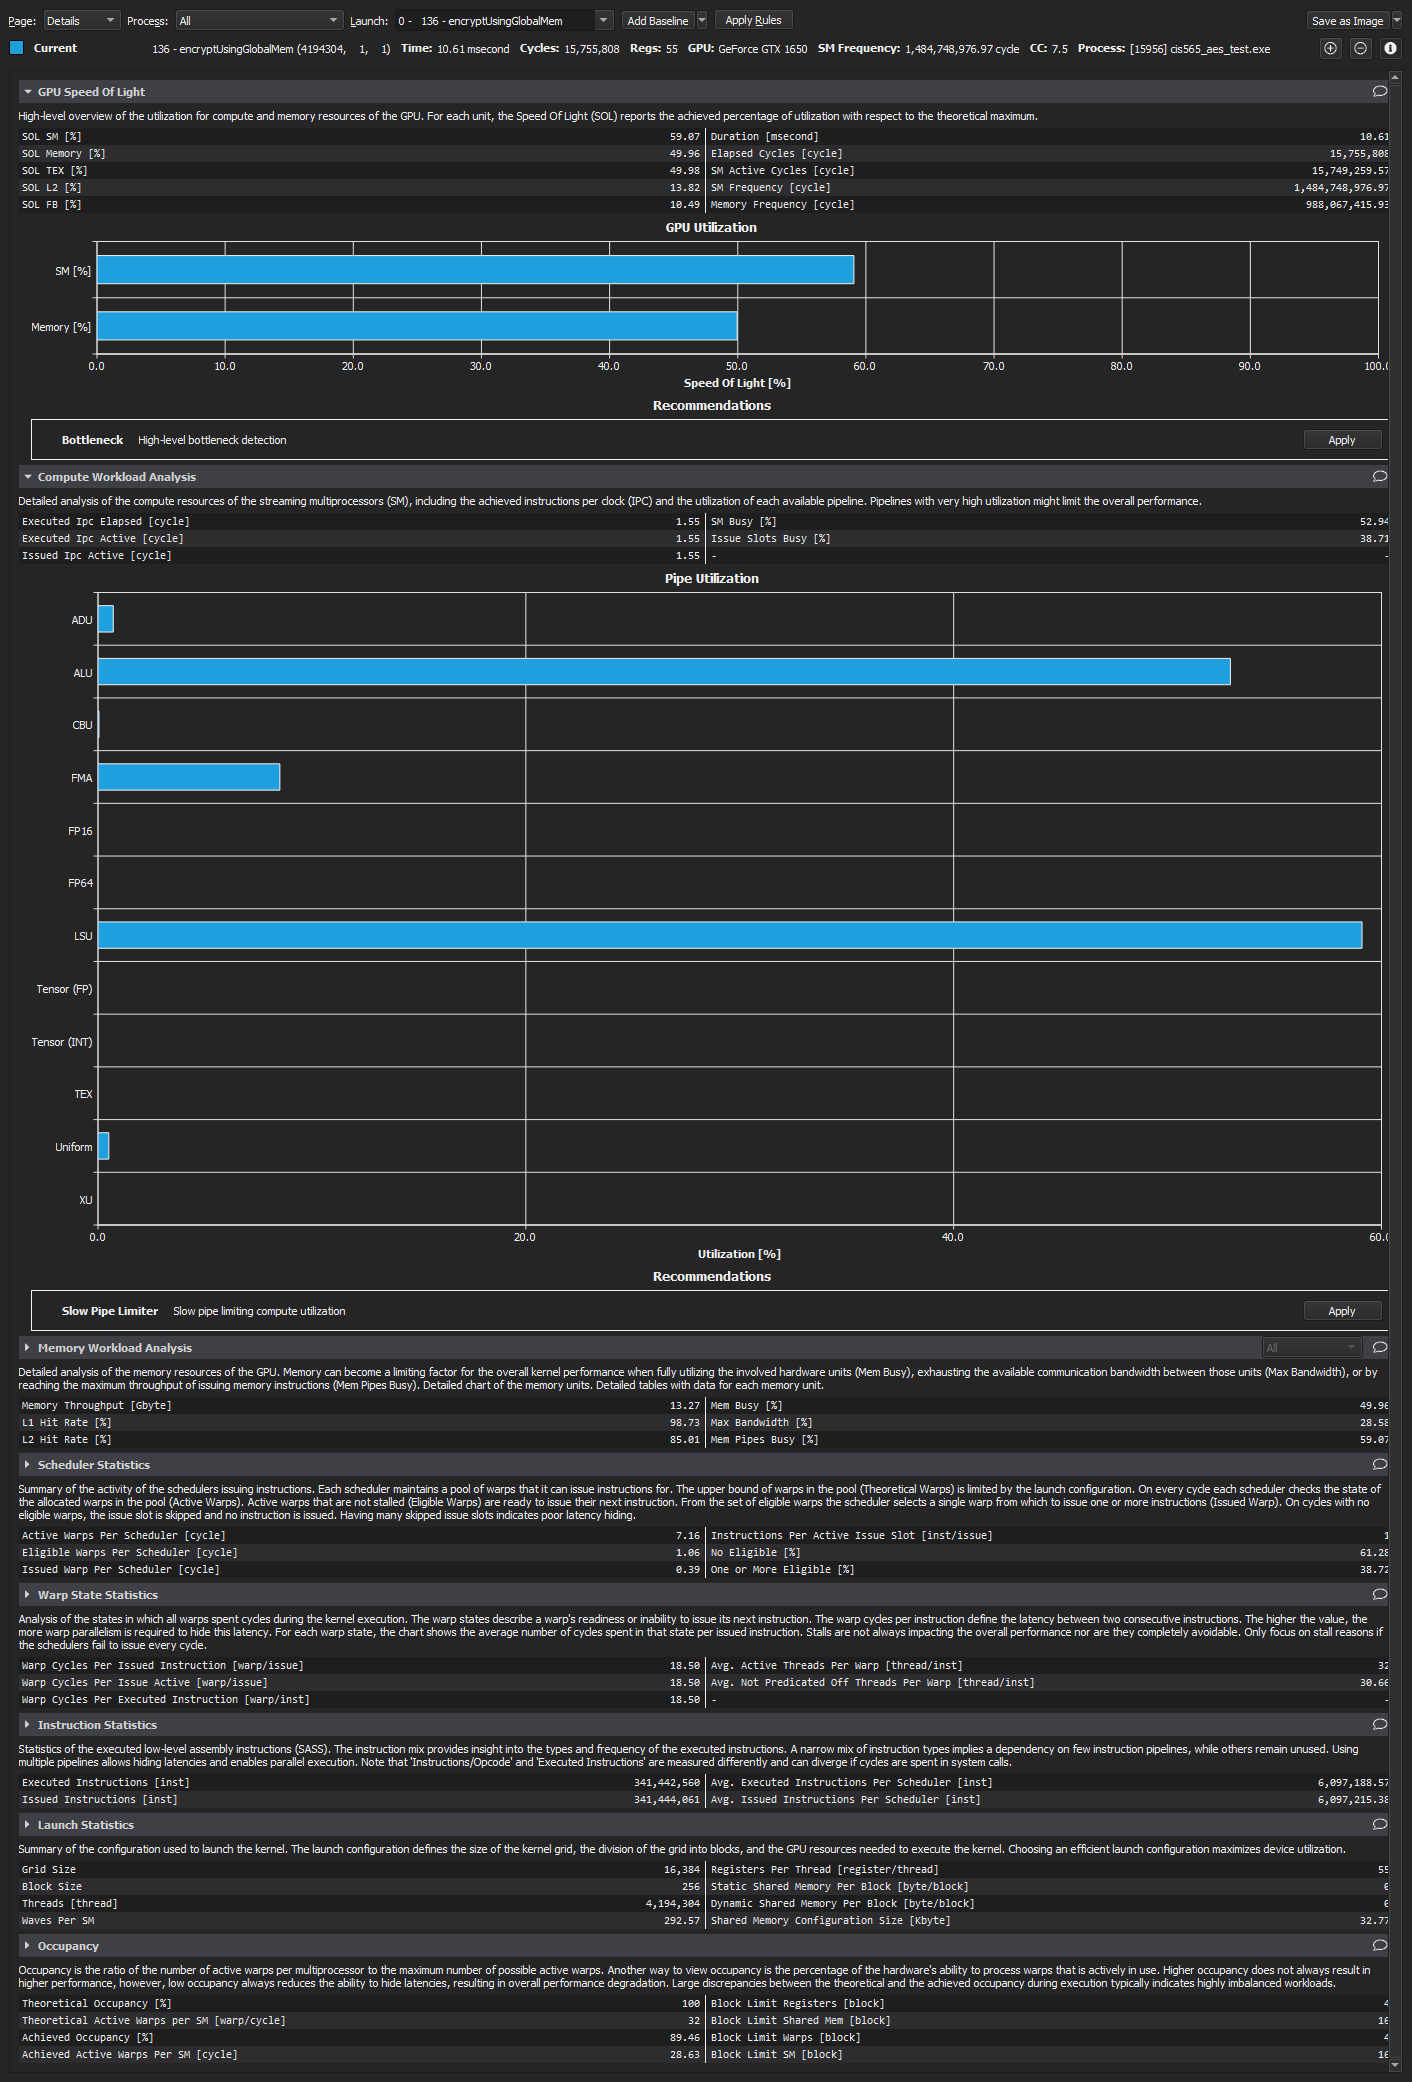 Page: Details Process: All Launch: 0 - 136 - encryptUsingGlobalMem Add Baseline Apply Rules Save as Image
Current 136 - encryptUsingGlobalMem (4194304, 1, 1) Time: 10.61 msecond Cycles: 15,755,808 Regs: 55 GPU: GeForce GTX 1650 SM Frequency: 1,484,748,976.97 cycle CC: 7.5 Process: [15956] cis565_aes_test.exe
GPU Speed Of Light
High-level overview of the utilization for compute and memory resources of the GPU. For each unit, the Speed Of Light (SOL) reports the achieved percentage of utilization with respect to the theoretical maximum.
SOL SM [%] 59.07 Duration [msecond] 10.61
SOL Memory [%] 49.96 Elapsed Cycles [cycle] 15,755,808
SOL TEX [%] 49.98 SM Active Cycles [cycle] 15,749,259.57
SOL L2 [%] 13.82 SM Frequency [cycle] 1,484,748,976.97
SOL FB [%] 10.49 Memory Frequency [cycle] 988,067,415.93
GPU Utilization
SM [%]
Memory [%]
0.0 10.0 20.0 30.0 40.0 50.0 60.0 70.0 80.0 90.0 100.0
Speed Of Light [%]
Recommendations
Bottleneck High-level bottleneck detection Apply
Compute Workload Analysis
Detailed analysis of the compute resources of the streaming multiprocessors (SM), including the achieved instructions per clock (IPC) and the utilization of each available pipeline. Pipelines with very high utilization might limit the overall performance.
Executed Ipc Elapsed [cycle] 1.55 SM Busy [%] 52.94
Executed Ipc Active [cycle] 1.55 Issue Slots Busy [%] 38.71
Issued Ipc Active [cycle] 1.55 - -
Pipe Utilization
ADU
ALU
CBU
FMA
FP16
FP64
LSU
Tensor (FP)
Tensor (INT)
TEX
Uniform
XU
0.0 20.0 40.0 60.0
Utilization [%]
Recommendations
Slow Pipe Limiter Slow pipe limiting compute utilization Apply
Memory Workload Analysis All
Detailed analysis of the memory resources of the GPU. Memory can become a limiting factor for the overall kernel performance when fully utilizing the involved hardware units (Mem Busy), exhausting the available communication bandwidth between those units (Max Bandwidth), or by
reaching the maximum throughput of issuing memory instructions (Mem Pipes Busy). Detailed chart of the memory units. Detailed tables with data for each memory unit.
Memory Throughput [Gbyte] 13.27 Mem Busy [%] 49.96
L1 Hit Rate [%] 98.73 Max Bandwidth [%] 28.58
L2 Hit Rate [%] 85.01 Mem Pipes Busy [%] 59.07
Scheduler Statistics
Summary of the activity of the schedulers issuing instructions. Each scheduler maintains a pool of warps that it can issue instructions for. The upper bound of warps in the pool (Theoretical Warps) is limited by the launch configuration. On every cycle each scheduler checks the state of
the allocated warps in the pool (Active Warps). Active warps that are not stalled (Eligible Warps) are ready to issue their next instruction. From the set of eligible warps the scheduler selects a single warp from which to issue one or more instructions (Issued Warp). On cycles with no
eligible warps, the issue slot is skipped and no instruction is issued. Having many skipped issue slots indicates poor latency hiding.
Active Warps Per Scheduler [cycle] 7.16 Instructions Per Active Issue Slot [inst/issue] 1
Eligible Warps Per Scheduler [cycle] 1.06 No Eligible [%] 61.28
Issued Warp Per Scheduler [cycle] 0.39 One or More Eligible [%] 38.72
Warp State Statistics
Analysis of the states in which all warps spent cycles during the kernel execution. The warp states describe a warp's readiness or inability to issue its next instruction. The warp cycles per instruction define the latency between two consecutive instructions. The higher the value, the
more warp parallelism is required to hide this latency. For each warp state, the chart shows the average number of cycles spent in that state per issued instruction. Stalls are not always impacting the overall performance nor are they completely avoidable. Only focus on stall reasons if
the schedulers fail to issue every cycle.
Warp Cycles Per Issued Instruction [warp/issue] 18.50 Avg. Active Threads Per Warp [thread/inst] 32
Warp Cycles Per Issue Active [warp/issue] 18.50 Avg. Not Predicated Off Threads Per Warp [thread/inst] 30.66
Warp Cycles Per Executed Instruction [warp/inst] 18.50 - -
Instruction Statistics
Statistics of the executed low-level assembly instructions (SASS). The instruction mix provides insight into the types and frequency of the executed instructions. A narrow mix of instruction types implies a dependency on few instruction pipelines, while others remain unused. Using
multiple pipelines allows hiding latencies and enables parallel execution. Note that 'Instructions/Opcode' and 'Executed Instructions' are measured differently and can diverge if cycles are spent in system calls.
Executed Instructions [inst] 341,442,560 Avg. Executed Instructions Per Scheduler [inst] 6,097,188.57
Issued Instructions [inst] 341,444,061 Avg. Issued Instructions Per Scheduler [inst] 6,097,215.38
Launch Statistics
Summary of the configuration used to launch the kernel. The launch configuration defines the size of the kernel grid, the division of the grid into blocks, and the GPU resources needed to execute the kernel. Choosing an efficient launch configuration maximizes device utilization.
Grid Size 16,384 Registers Per Thread [register/thread] 55
Block Size 256 Static Shared Memory Per Block [byte/block] 0
Threads [thread] 4,194,304 Dynamic Shared Memory Per Block [byte/block] 0
Waves Per SM 292.57 Shared Memory Configuration Size [Kbyte] 32.77
Occupancy
Occupancy is the ratio of the number of active warps per multiprocessor to the maximum number of possible active warps. Another way to view occupancy is the percentage of the hardware's ability to process warps that is actively in use. Higher occupancy does not always result in
higher performance, however, low occupancy always reduces the ability to hide latencies, resulting in overall performance degradation. Large discrepancies between the theoretical and the achieved occupancy during execution typically indicates highly imbalanced workloads.
Theoretical Occupancy [%] 100 Block Limit Registers [block] 4
Theoretical Active Warps per SM [warp/cycle] 32 Block Limit Shared Mem [block] 16
Achieved Occupancy [%] 89.46 Block Limit Warps [block] 4
Achieved Active Warps Per SM [cycle] 28.63 Block Limit SM [block] 16